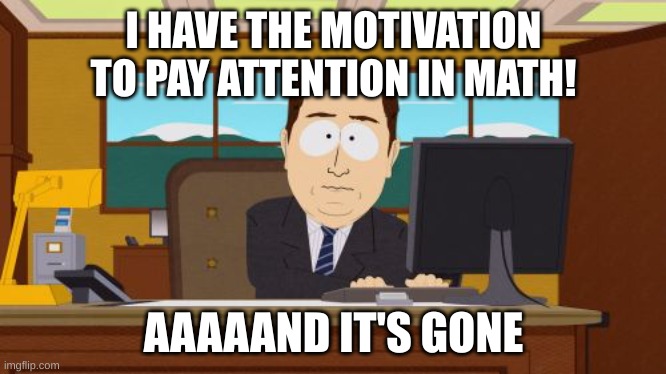 I HAVE THE MOTIVATION
TO PAY ATTENTION IN MATH!
AAAAAND IT'S GONE
imgflip.com